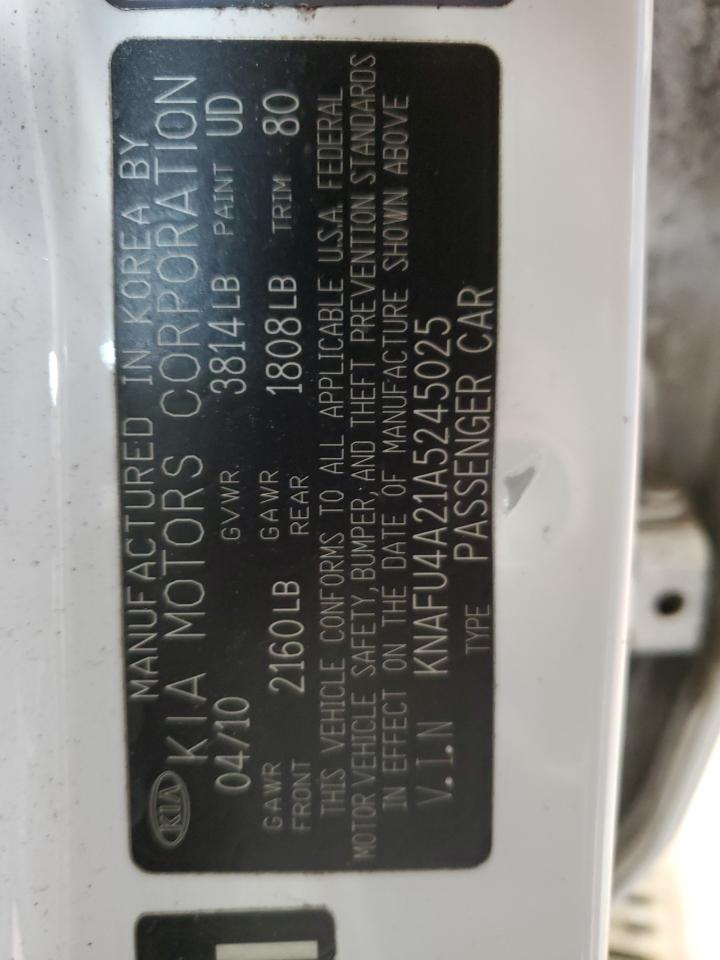 MANUFACTURED IN KOREA BY
KIA KIA MOTORS CORPORATION
04/10 GVWR. 3814LB PAINT UD
GAWR FRONT 2160LB GAWR REAR 1808LB TRIM 80
THIS VEHICLE CONFORMS TO ALL APPLICABLE U.S.A. FEDERAL
MOTOR VEHICLE SAFETY, BUMPER, AND THEFT PREVENTION STANDARDS
IN EFFECT ON THE DATE OF MANUFACTURE SHOWN ABOVE
V.I.N KNAFU4A21A5245025
TYPE PASSENGER CAR